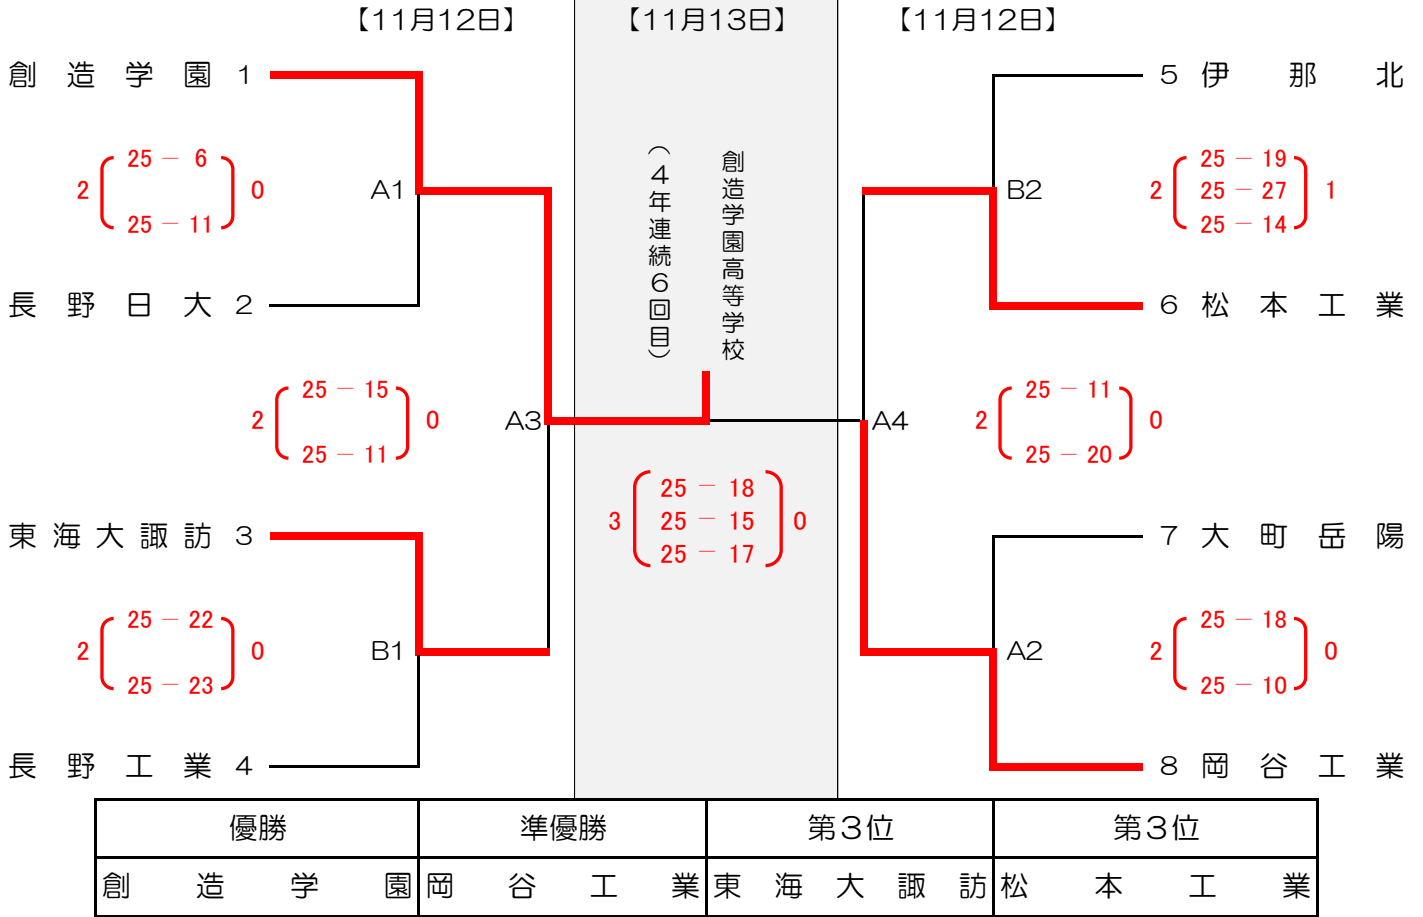 【11月12日】 【11月13日】 【11月12日】
創造学園 1
5 伊那北
2 25 － 6 0
25 － 11
A1
長野日大 2
2 25 － 15 0
25 － 11
A3
東海大諏訪 3
2 25 － 22 0
25 － 23
B1
長野工業 4
創造学園高等学校
（４年連続６回目）
3 25 － 18 0
25 － 15
25 － 17
2 25 － 19 1
25 － 27
25 － 14
B2
6 松本工業
A4
2 25 － 11 0
25 － 20
7 大町岳陽
A2
2 25 － 18 0
25 － 10
8 岡谷工業
優勝 準優勝 第３位 第３位
創造学園 岡谷工業 東海大諏訪 松本工業